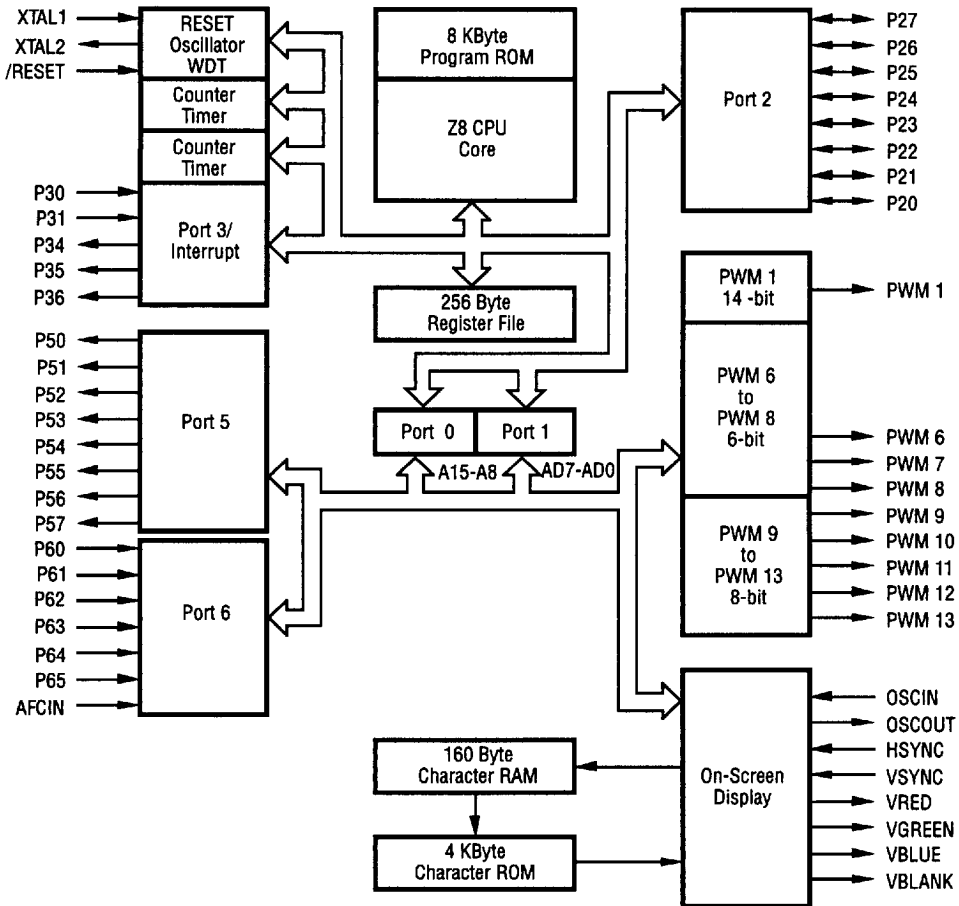 XTAL1
XTAL2
/RESET
RESET
Oscillator
WDT
Counter
Timer
Counter
Timer
P30
P31
P34
P35
P36
Port 3/
Interrupt
8 KByte
Program ROM
Z8 CPU
Core
256 Byte
Register File
Port 2
P27
P26
P25
P24
P23
P22
P21
P20
P50
P51
P52
P53
P54
P55
P56
P57
Port 5
P60
P61
P62
P63
P64
P65
AFCIN
Port 6
Port 0
Port 1
A15-A8
AD7-AD0
PWM 1
14 -bit
PWM 1
PWM 6
to
PWM 8
6-bit
PWM 6
PWM 7
PWM 8
PWM 9
to
PWM 13
8-bit
PWM 9
PWM 10
PWM 11
PWM 12
PWM 13
160 Byte
Character RAM
4 KByte
Character ROM
On-Screen
Display
OSCIN
OSCOUT
HSYNC
VSYNC
VRED
VGREEN
VBLUE
VBLANK